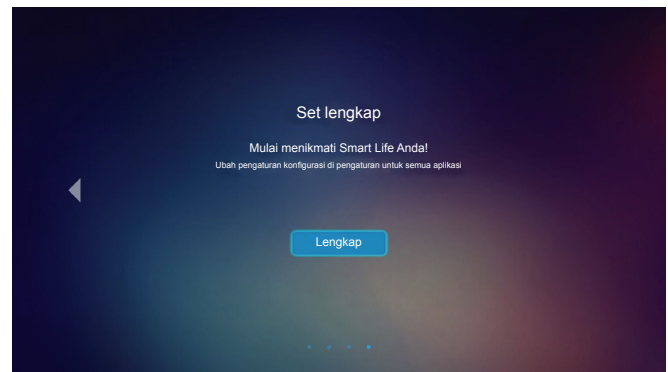 Set lengkap
Mulai menikmati Smart Life Anda!
Ubah pengaturan konfigurasi di pengaturan untuk semua aplikasi
Lengkap